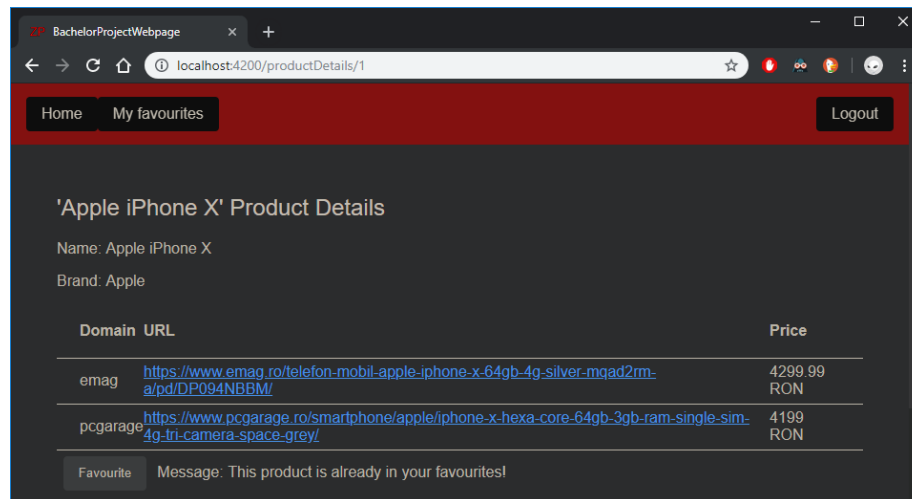 BachelorProjectWebpage
localhost:4200/productDetails/1
Home My favourites Logout
'Apple iPhone X' Product Details
Name: Apple iPhone X
Brand: Apple
Domain URL Price
https://www.emag.ro/telefon-mobil-apple-iphone-x-64gb-4g-silver-mqad2rm- 4299.99
emag
a/pd/DP094NBBM/ RON
https://www.pcgarage.ro/smartphone/apple/iphone-x-hexa-core-64gb-3gb-ram-single-sim- 4199
pcgarage
4g-tri-camera-space-grey/ RON
Favourite Message: This product is already in your favourites!